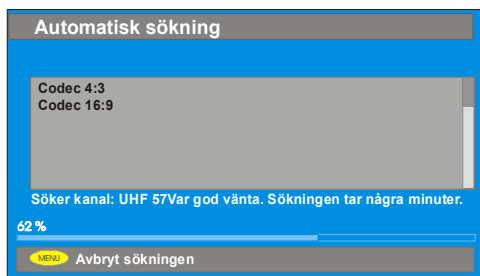 Automatisk sökning
Codec 4:3
Codec 16:9
Söker kanal: UHF 57Var god vänta. Sökningen tar några minuter.
62 %
MENU Avbryt sökningen